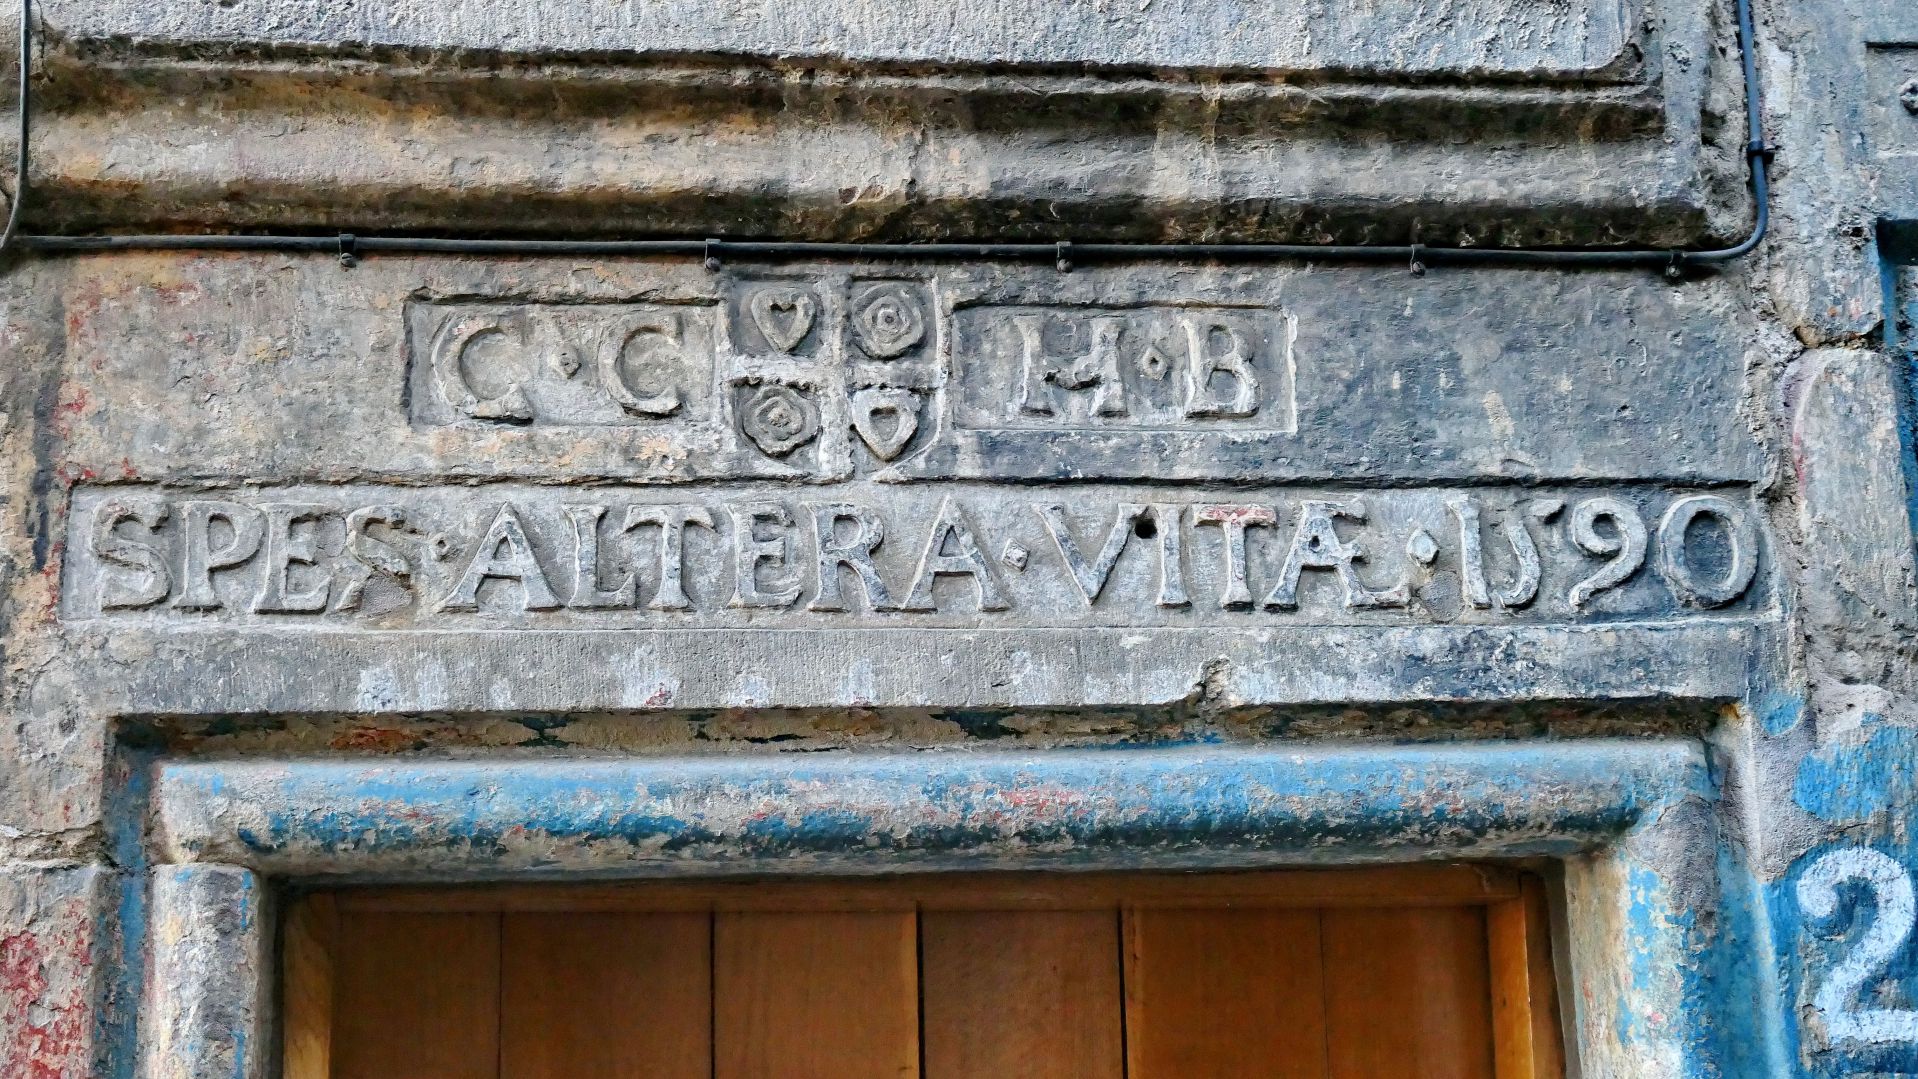 C·C H·B
SPES·ALTERA·VITÆ·1590
2